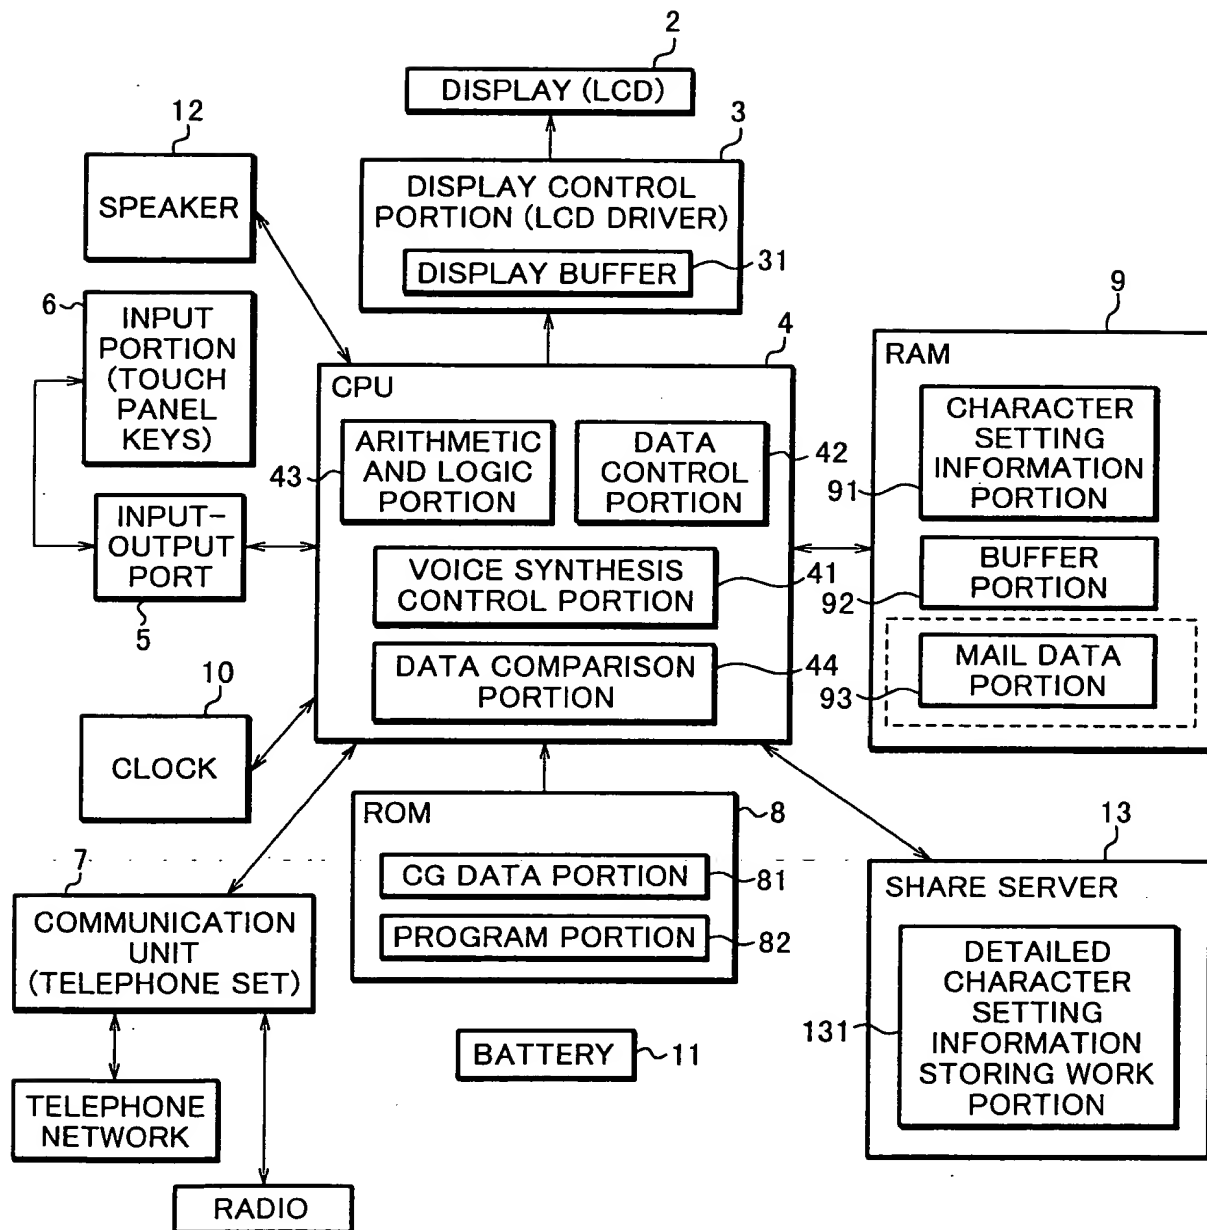 2
DISPLAY (LCD)
12
SPEAKER
3
DISPLAY CONTROL
PORTION (LCD DRIVER)
DISPLAY BUFFER
31
6
INPUT
PORTION
(TOUCH
PANEL
KEYS)
4
CPU
ARITHMETIC
AND LOGIC
PORTION
43
DATA
CONTROL
PORTION
42
INPUT-
OUTPUT
PORT
5
VOICE SYNTHESIS
CONTROL PORTION
41
DATA COMPARISON
PORTION
44
9
RAM
CHARACTER
SETTING
INFORMATION
PORTION
91
BUFFER
PORTION
92
MAIL DATA
PORTION
93
10
CLOCK
ROM
8
CG DATA PORTION
81
PROGRAM PORTION
82
13
SHARE SERVER
DETAILED
CHARACTER
SETTING
INFORMATION
STORING WORK
PORTION
131
7
COMMUNICATION
UNIT
(TELEPHONE SET)
BATTERY
11
TELEPHONE
NETWORK
RADIO